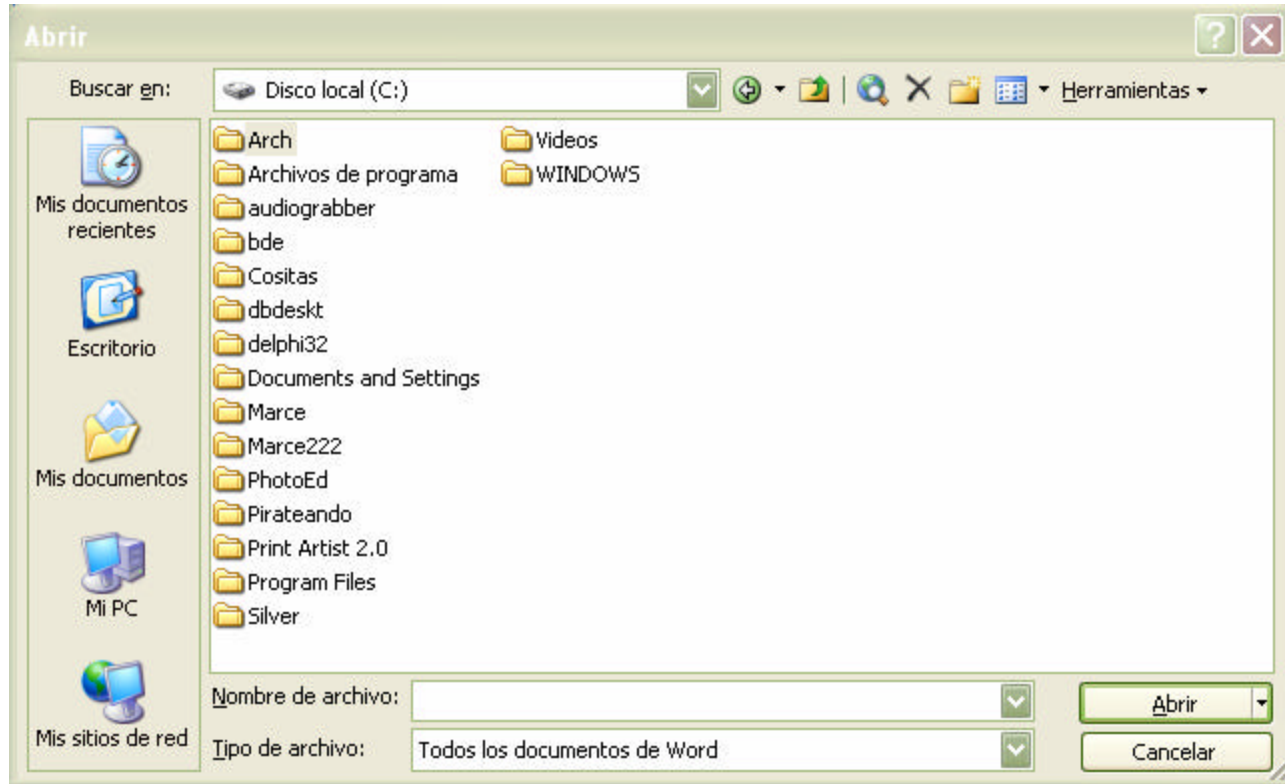 Abrir
Buscar en:
Disco local (C:)
Herramientas
Mis documentos
recientes
Escritorio
Mis documentos
Mi PC
Mis sitios de red
Arch
Archivos de programa
audiograbber
bde
Cositas
dbdeskt
delphi32
Documents and Settings
Marce
Marce222
PhotoEd
Pirateando
Print Artist 2.0
Program Files
Silver
Videos
WINDOWS
Nombre de archivo:
Abrir
Tipo de archivo:
Todos los documentos de Word
Cancelar